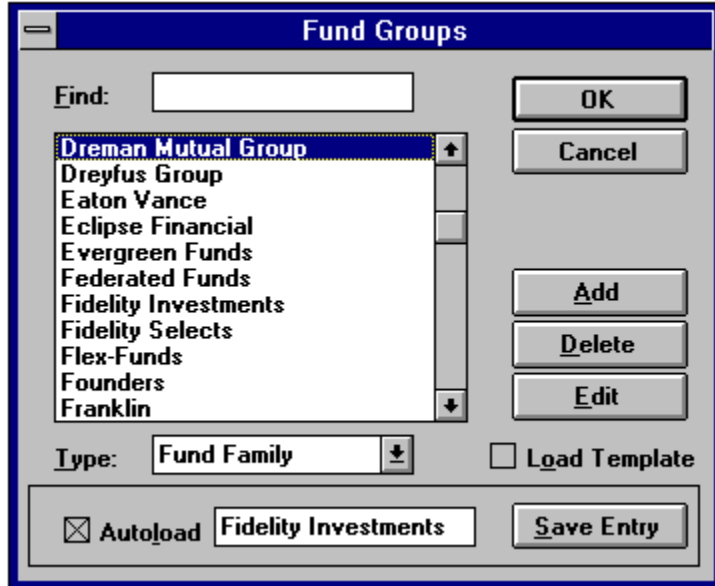 Fund Groups
Find:
OK
Cancel
Dreman Mutual Group
Dreyfus Group
Eaton Vance
Eclipse Financial
Evergreen Funds
Federated Funds
Fidelity Investments
Fidelity Selects
Flex-Funds
Founders
Franklin
Add
Delete
Edit
Type: Fund Family
Load Template
Autoload Fidelity Investments
Save Entry